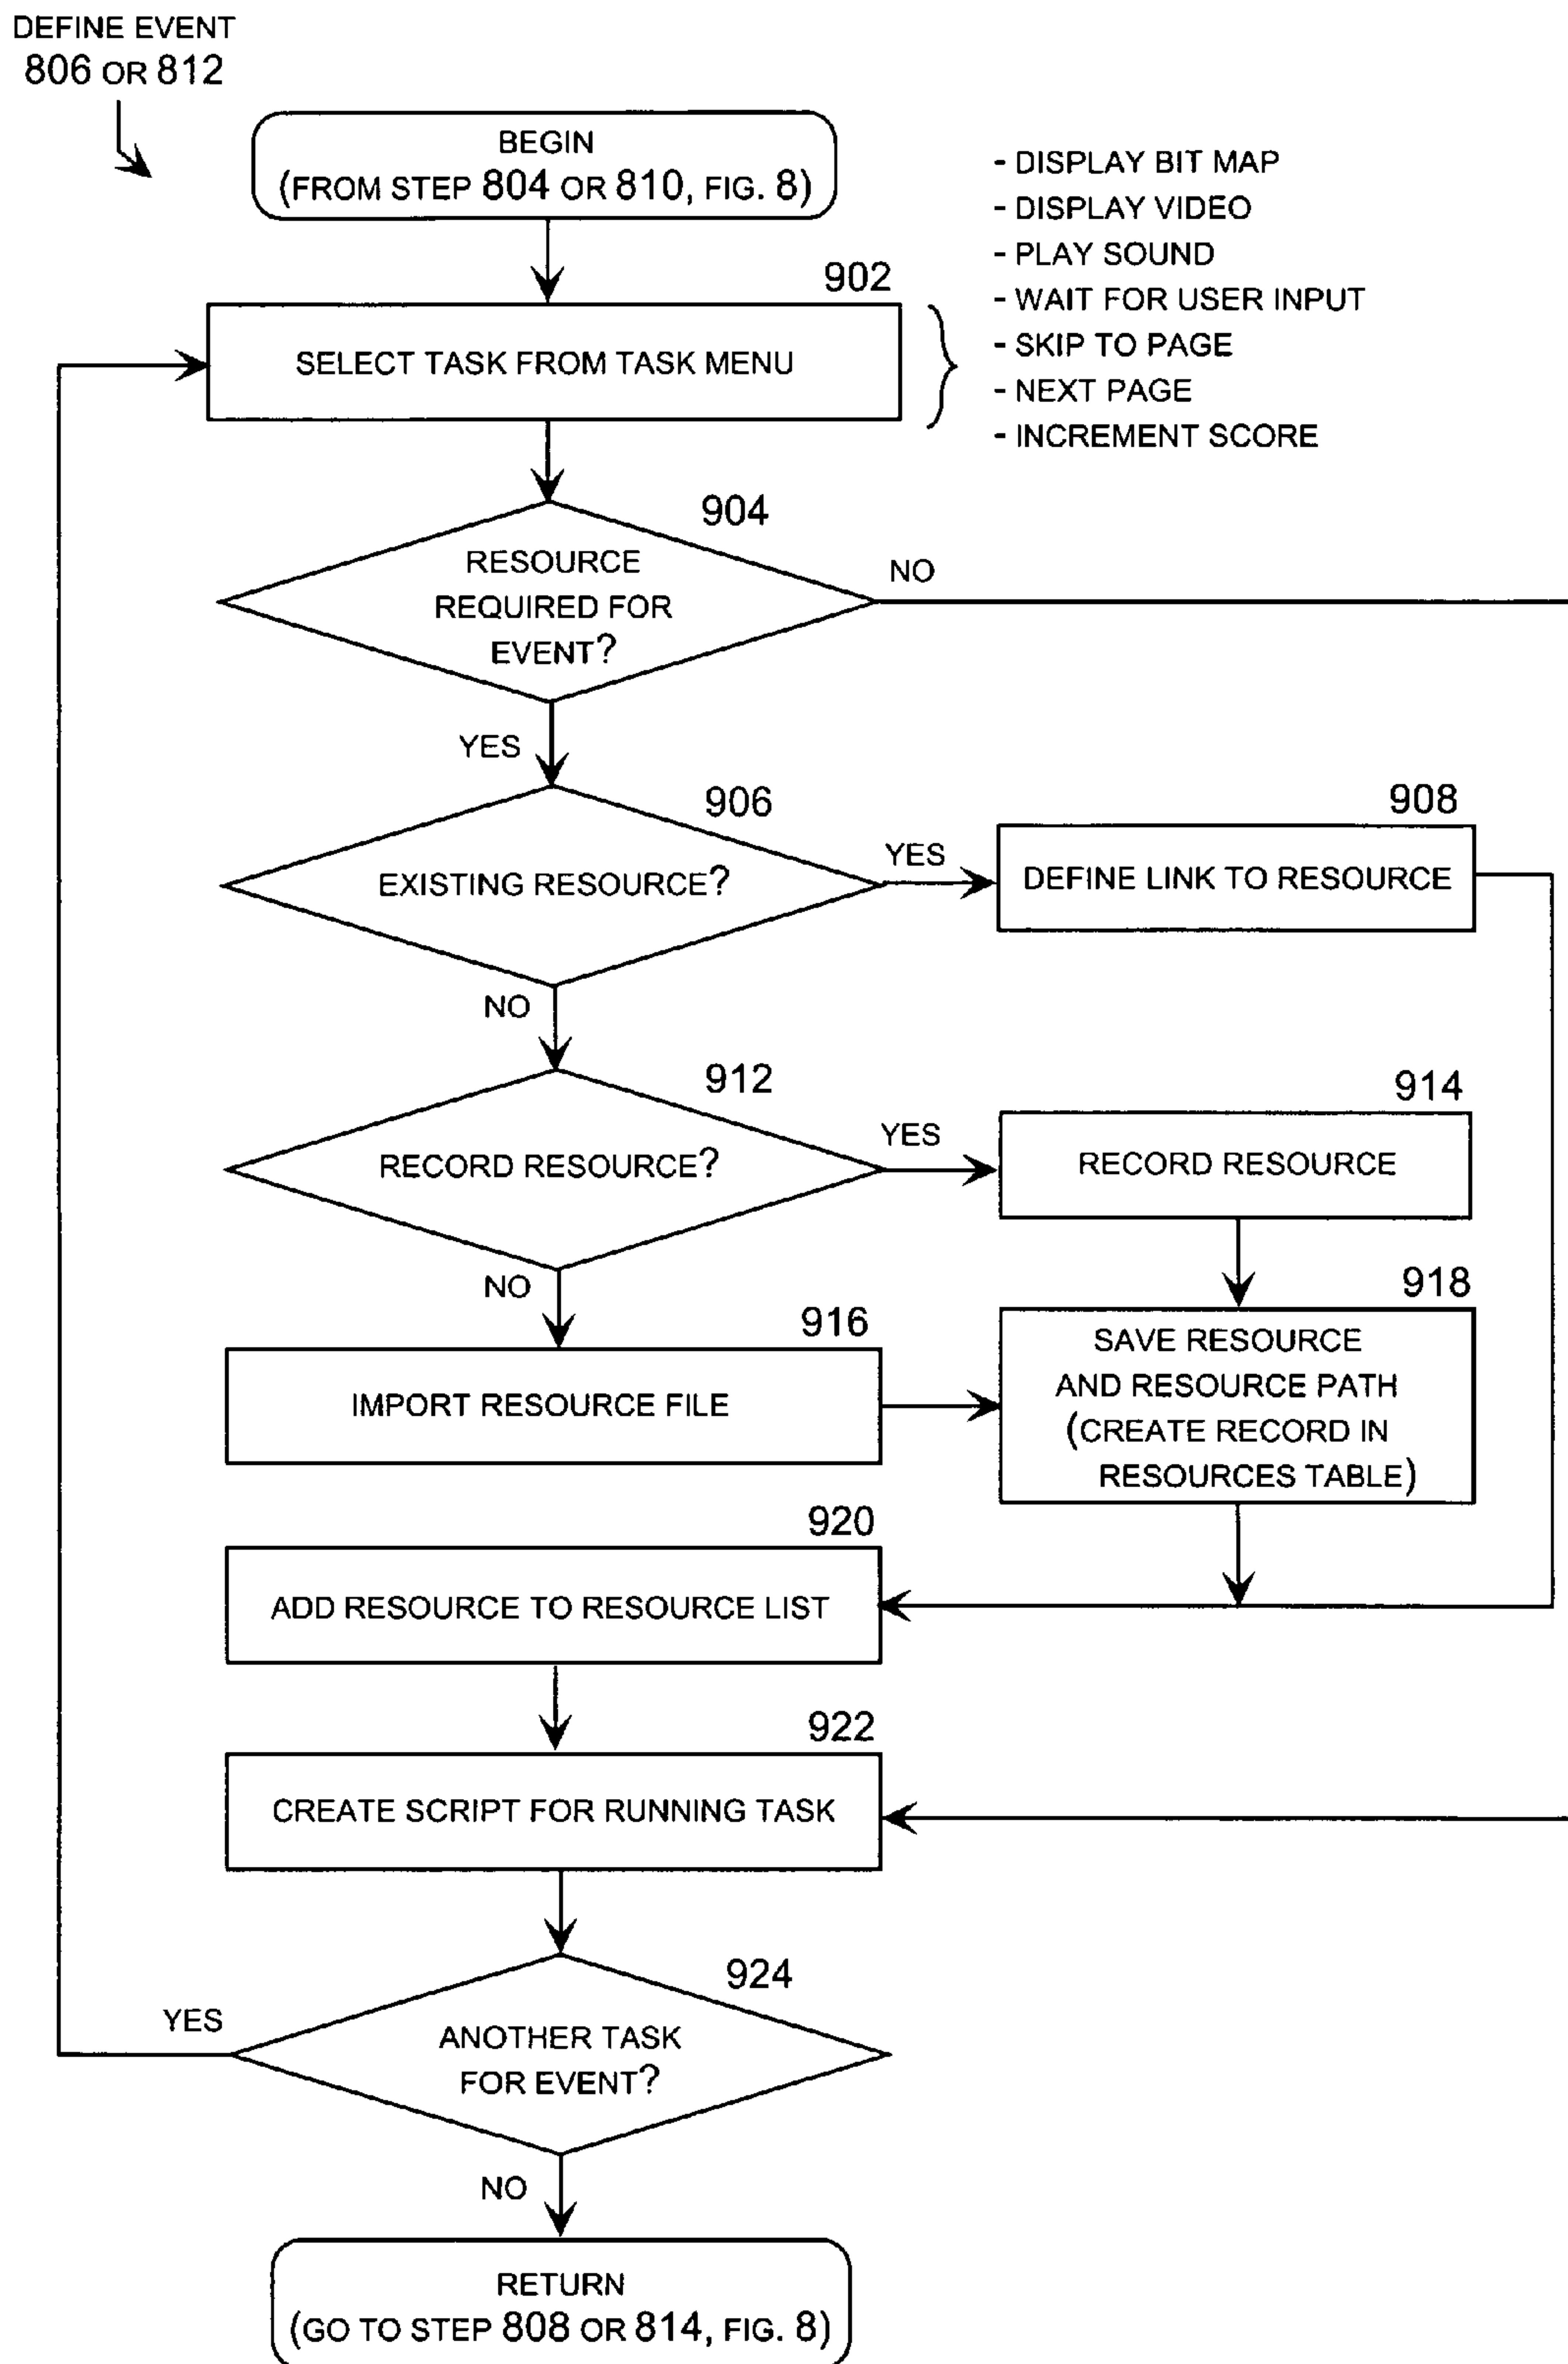 DEFINE EVENT
806 OR 812
BEGIN
(FROM STEP 804 OR 810, FIG. 8)
- DISPLAY BIT MAP
- DISPLAY VIDEO
- PLAY SOUND
- WAIT FOR USER INPUT
- SKIP TO PAGE
- NEXT PAGE
- INCREMENT SCORE
902
SELECT TASK FROM TASK MENU
904
RESOURCE
REQUIRED FOR
EVENT?
NO
YES
906
EXISTING RESOURCE?
YES
908
DEFINE LINK TO RESOURCE
NO
912
RECORD RESOURCE?
YES
914
RECORD RESOURCE
NO
916
IMPORT RESOURCE FILE
918
SAVE RESOURCE
AND RESOURCE PATH
(CREATE RECORD IN
RESOURCES TABLE)
920
ADD RESOURCE TO RESOURCE LIST
922
CREATE SCRIPT FOR RUNNING TASK
924
ANOTHER TASK
FOR EVENT?
YES
NO
RETURN
(GO TO STEP 808 OR 814, FIG. 8)